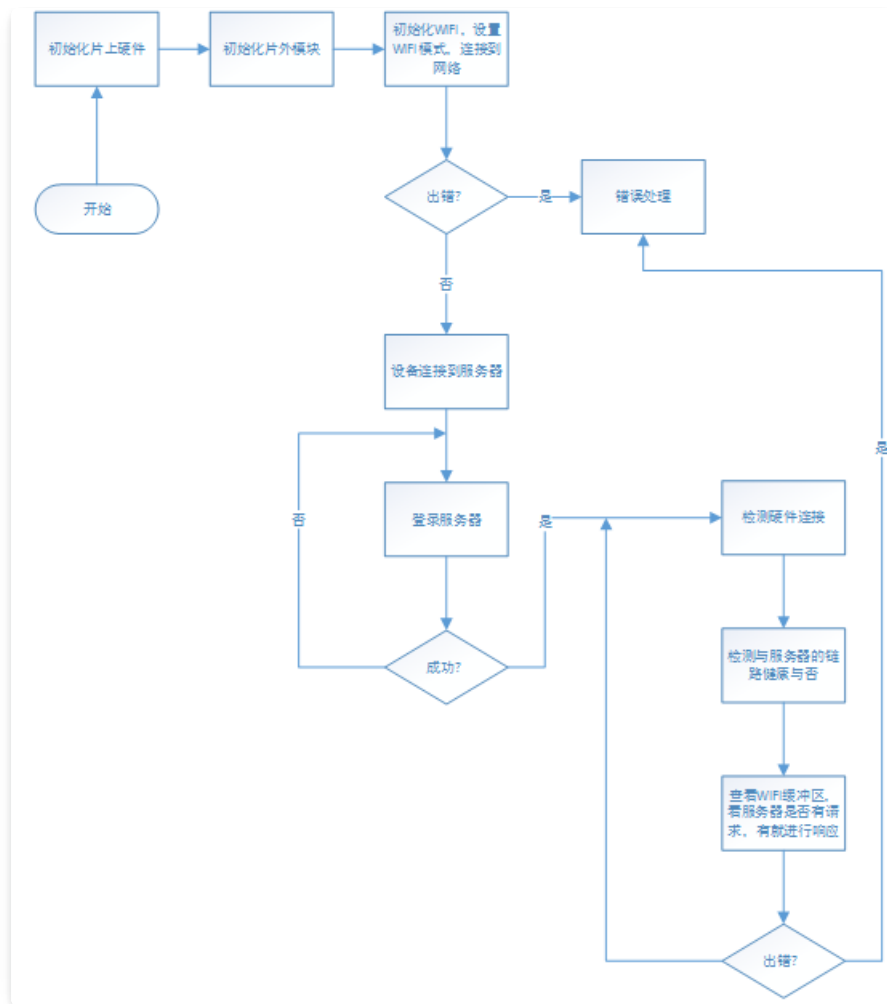 初始化片上硬件
初始化片外模块
初始化WIFI，设置
WIFI模式。连接到
网络
开始
出错?
是
错误处理
否
设备连接到服务器
是
否
登录服务器
是
检测硬件连接
成功?
检测与服务器的链
路健康与否
查看WIFI缓冲区。
看服务器是否有请
求，有就进行响应
出错?